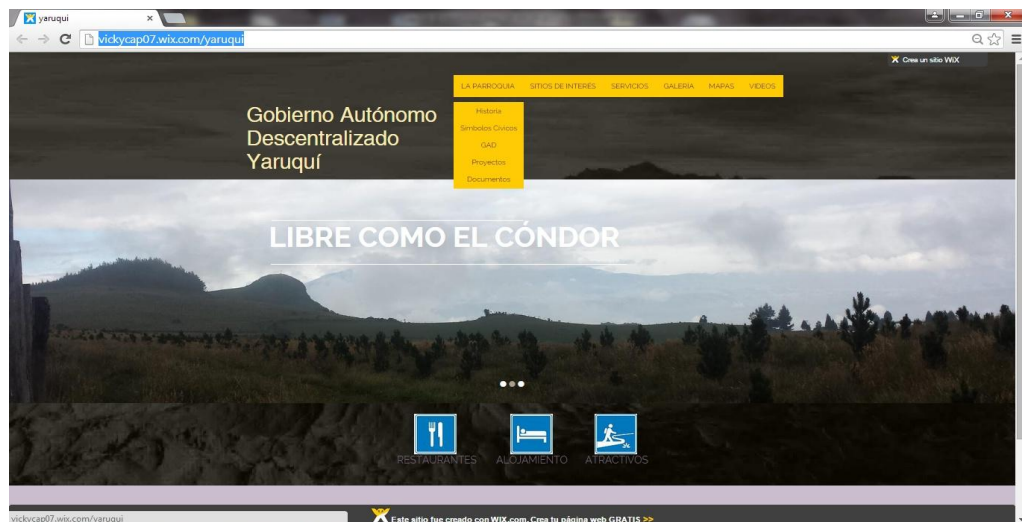 yaruqui
vickycap07.wix.com/yaruqui
Crea un sitio WiX
LA PARROQUIA SITIOS DE INTERÉS SERVICIOS GALERÍA MAPAS VIDEOS
Historia
Símbolos Cívicos
GAD
Proyectos
Documentos
Gobierno Autónomo
Descentralizado
Yaruquí
LIBRE COMO EL CÓNDOR
RESTAURANTES ALOJAMIENTO ATRACTIVOS
vickycap07.wix.com/yaruqui
Este sitio fue creado con WIX.com. Crea tu página web GRATIS >>